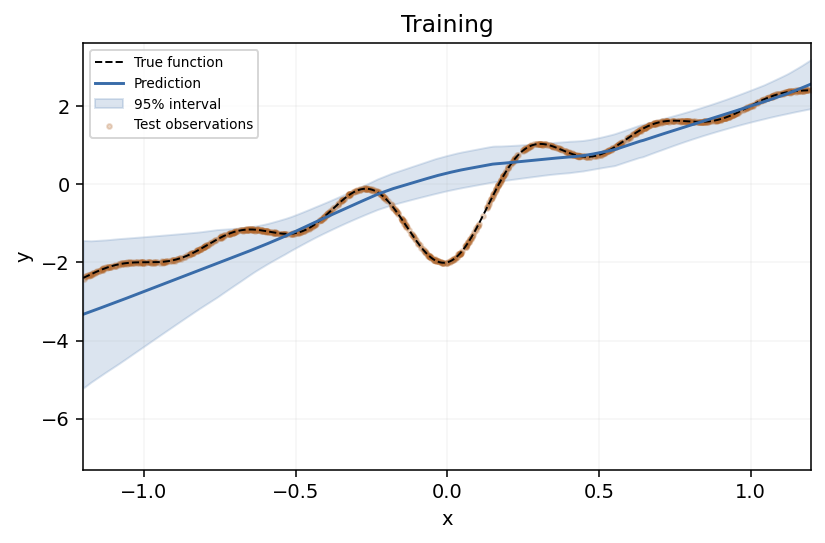 Training
True function
Prediction
95% interval
Test observations
2
0
−2
−4
−6
y
−1.0 −0.5 0.0 0.5 1.0
x